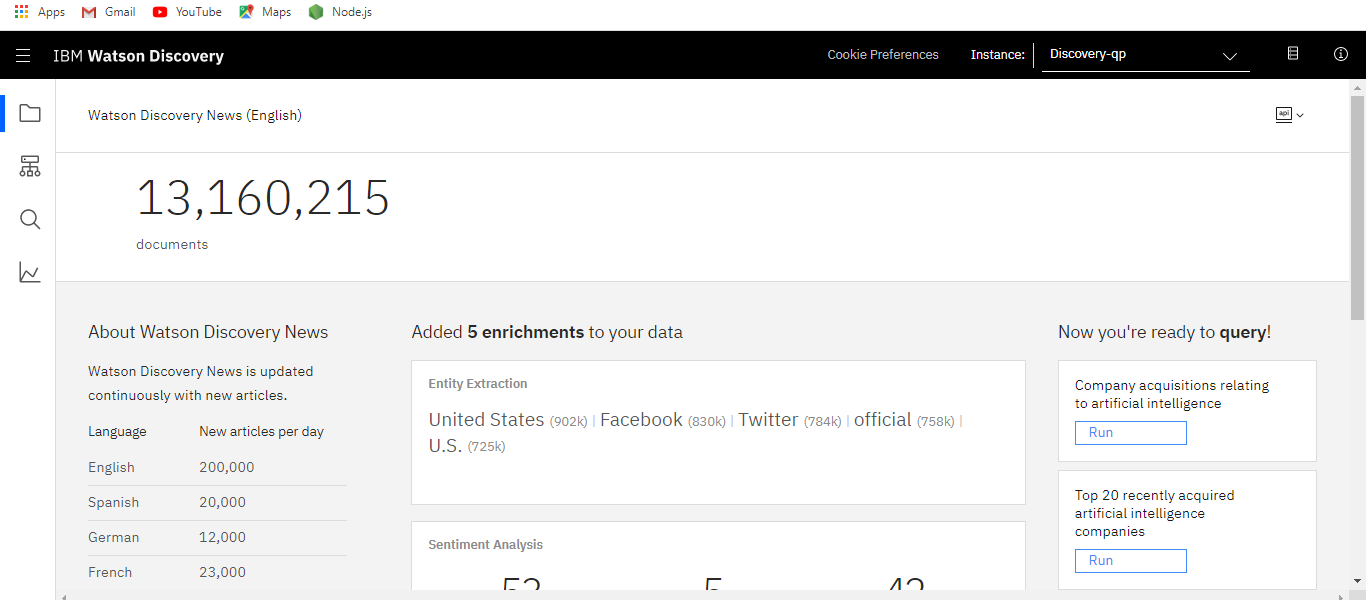 Apps Gmail YouTube Maps Node.js
IBM Watson Discovery Cookie Preferences Instance: Discovery-qp
Watson Discovery News (English) api
13,160,215
documents
About Watson Discovery News
Watson Discovery News is updated
continuously with new articles.
Language New articles per day
English 200,000
Spanish 20,000
German 12,000
French 23,000
Added 5 enrichments to your data
Entity Extraction
United States (902k) | Facebook (830k) | Twitter (784k) | official (758k) |
U.S. (725k)
Sentiment Analysis
Now you're ready to query!
Company acquisitions relating
to artificial intelligence
Run
Top 20 recently acquired
artificial intelligence
companies
Run